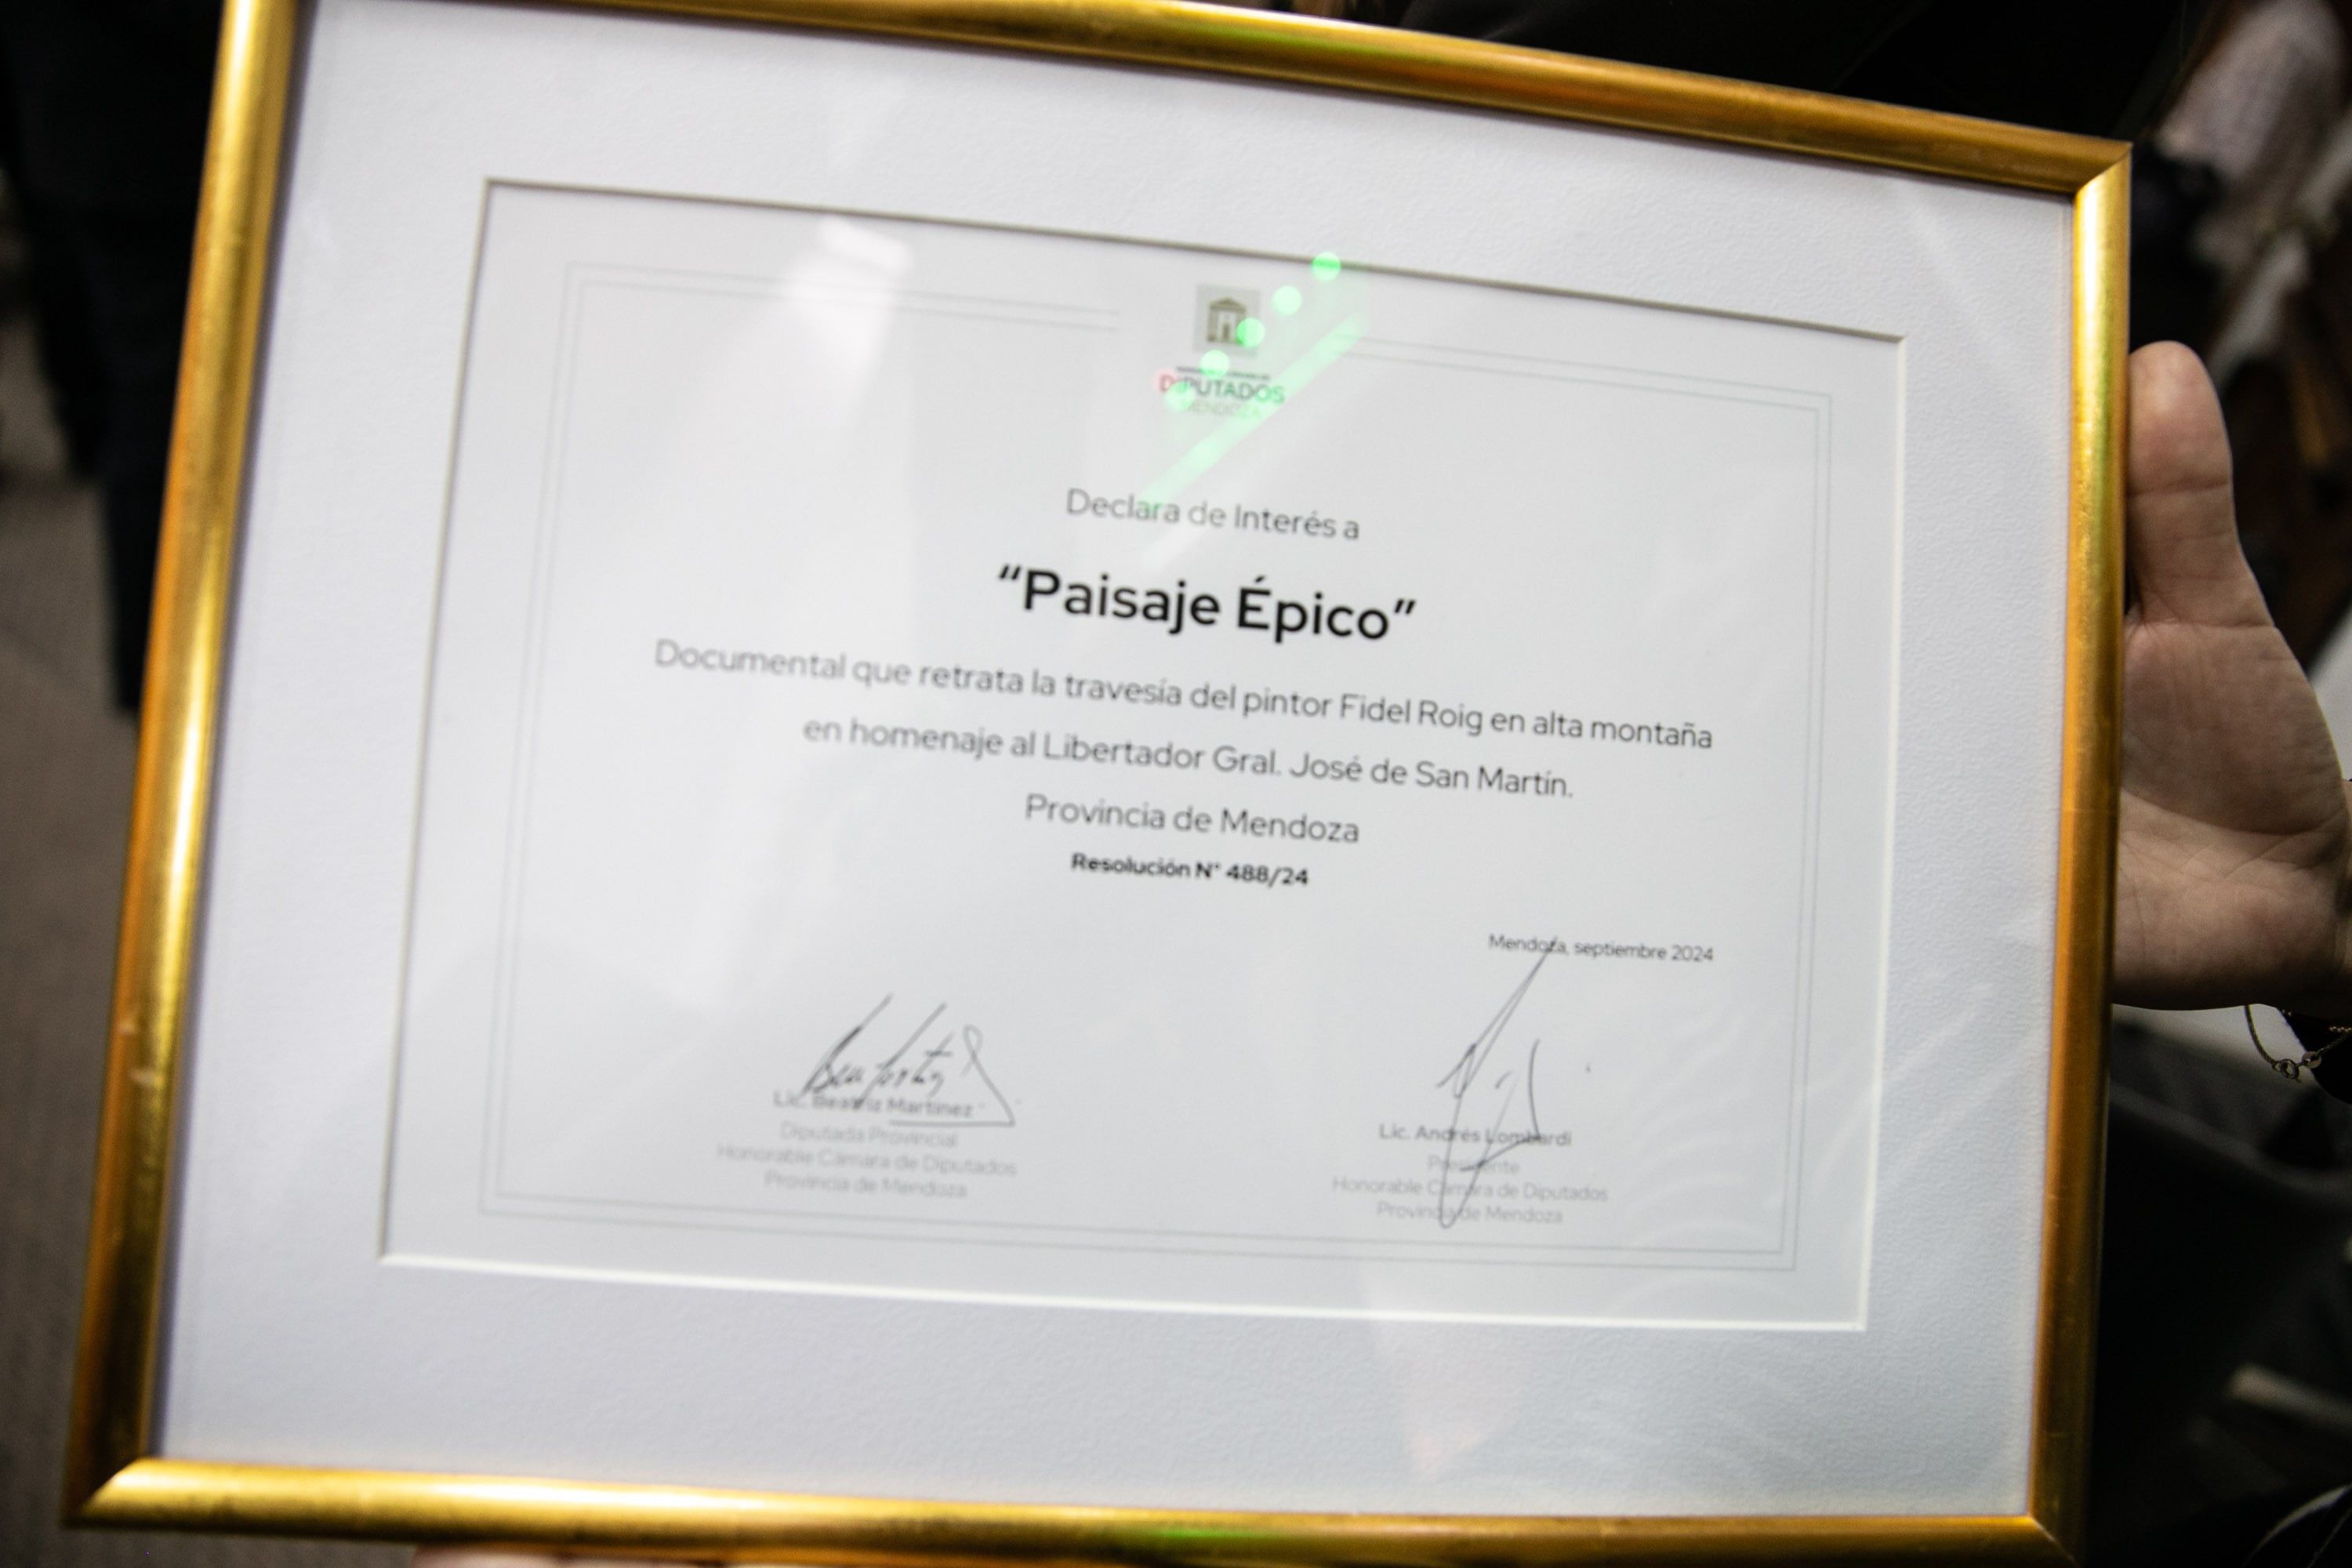 DIPUTADOS
MENDOZA
Declara de Interés a
“Paisaje Épico”
Documental que retrata la travesía del pintor Fidel Roig en alta montaña
en homenaje al Libertador Gral. José de San Martín.
Provincia de Mendoza
Resolución N° 488/24
Mendoza, septiembre 2024
Lic. Beatriz Martínez
Diputada Provincial
Honorable Cámara de Diputados
Provincia de Mendoza
Lic. Andrés Lombardi
Presidente
Honorable Cámara de Diputados
Provincia de Mendoza